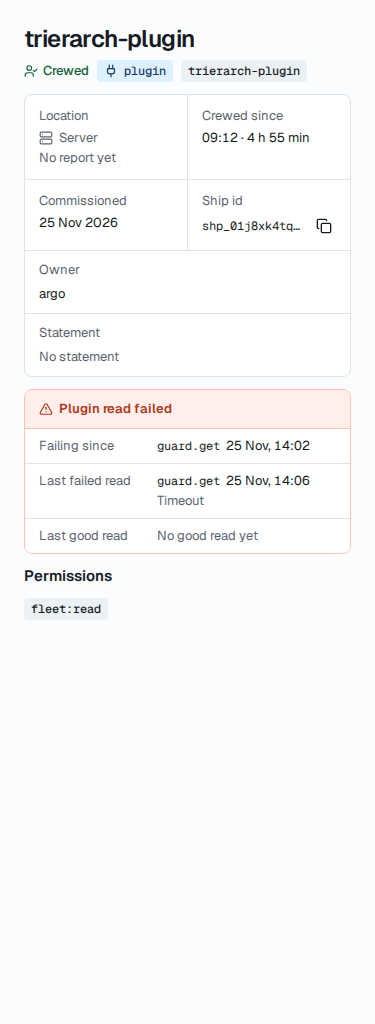 trierarch-plugin
Crewed plugin trierarch-plugin
Location
Server
No report yet
Crewed since
09:12 · 4 h 55 min
Commissioned
25 Nov 2026
Ship id
shp_01j8xk4tq…
Owner
argo
Statement
No statement
Plugin read failed
Failing since guard.get 25 Nov, 14:02
Last failed read guard.get 25 Nov, 14:06
Timeout
Last good read No good read yet
Permissions
fleet:read